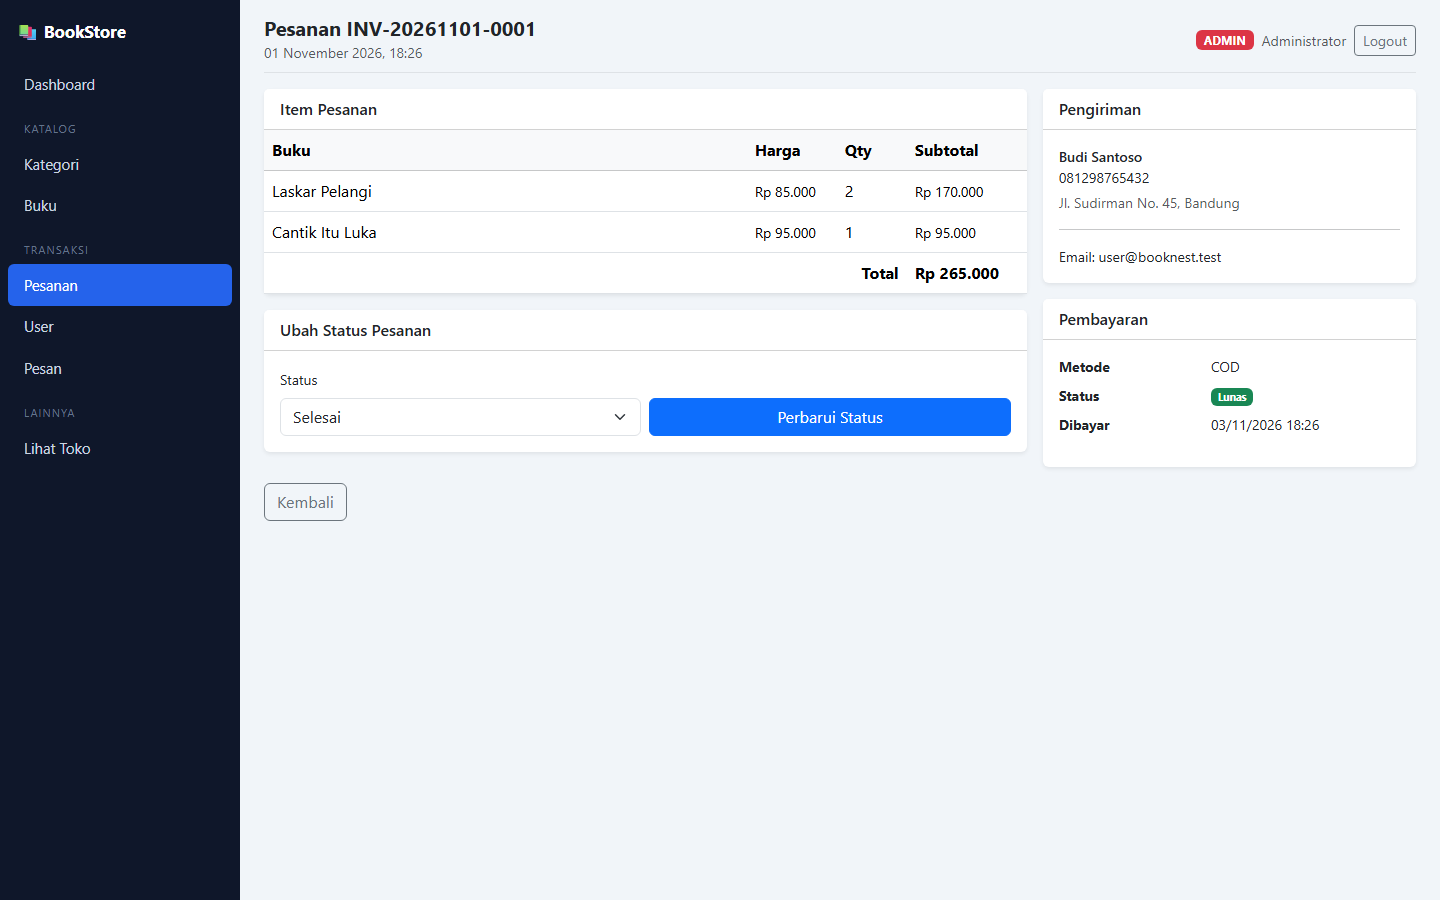 BookStore
Dashboard
KATALOG
Kategori
Buku
TRANSAKSI
Pesanan
User
Pesan
LAINNYA
Lihat Toko
Pesanan INV-20261101-0001
01 November 2026, 18:26
ADMIN Administrator Logout
Item Pesanan
Buku Harga Qty Subtotal
Laskar Pelangi Rp 85.000 2 Rp 170.000
Cantik Itu Luka Rp 95.000 1 Rp 95.000
Total Rp 265.000
Ubah Status Pesanan
Status
Selesai Perbarui Status
Kembali
Pengiriman
Budi Santoso
081298765432
Jl. Sudirman No. 45, Bandung
Email: user@booknest.test
Pembayaran
Metode COD
Status Lunas
Dibayar 03/11/2026 18:26